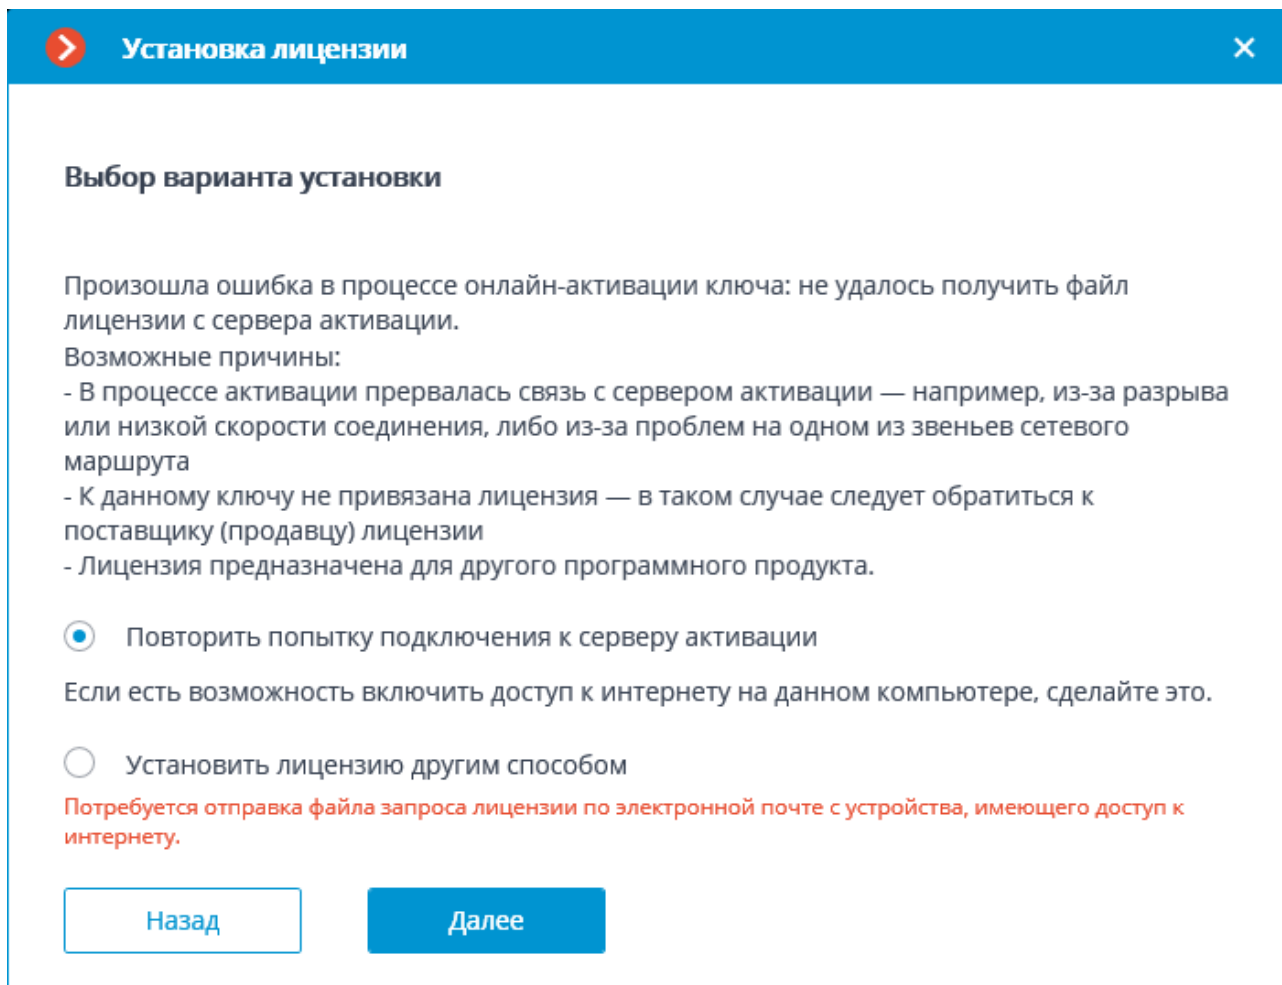 Установка лицензии
Выбор варианта установки
Произошла ошибка в процессе онлайн-активации ключа: не удалось получить файл
лицензии с сервера активации.
Возможные причины:
- В процессе активации прервалась связь с сервером активации — например, из-за разрыва
или низкой скорости соединения, либо из-за проблем на одном из звеньев сетевого
маршрута
- К данному ключу не привязана лицензия — в таком случае следует обратиться к
поставщику (продавцу) лицензии
- Лицензия предназначена для другого программного продукта.
Повторить попытку подключения к серверу активации
Если есть возможность включить доступ к интернету на данном компьютере, сделайте это.
Установить лицензию другим способом
Потребуется отправка файла запроса лицензии по электронной почте с устройства, имеющего доступ к
интернету.
Назад
Далее